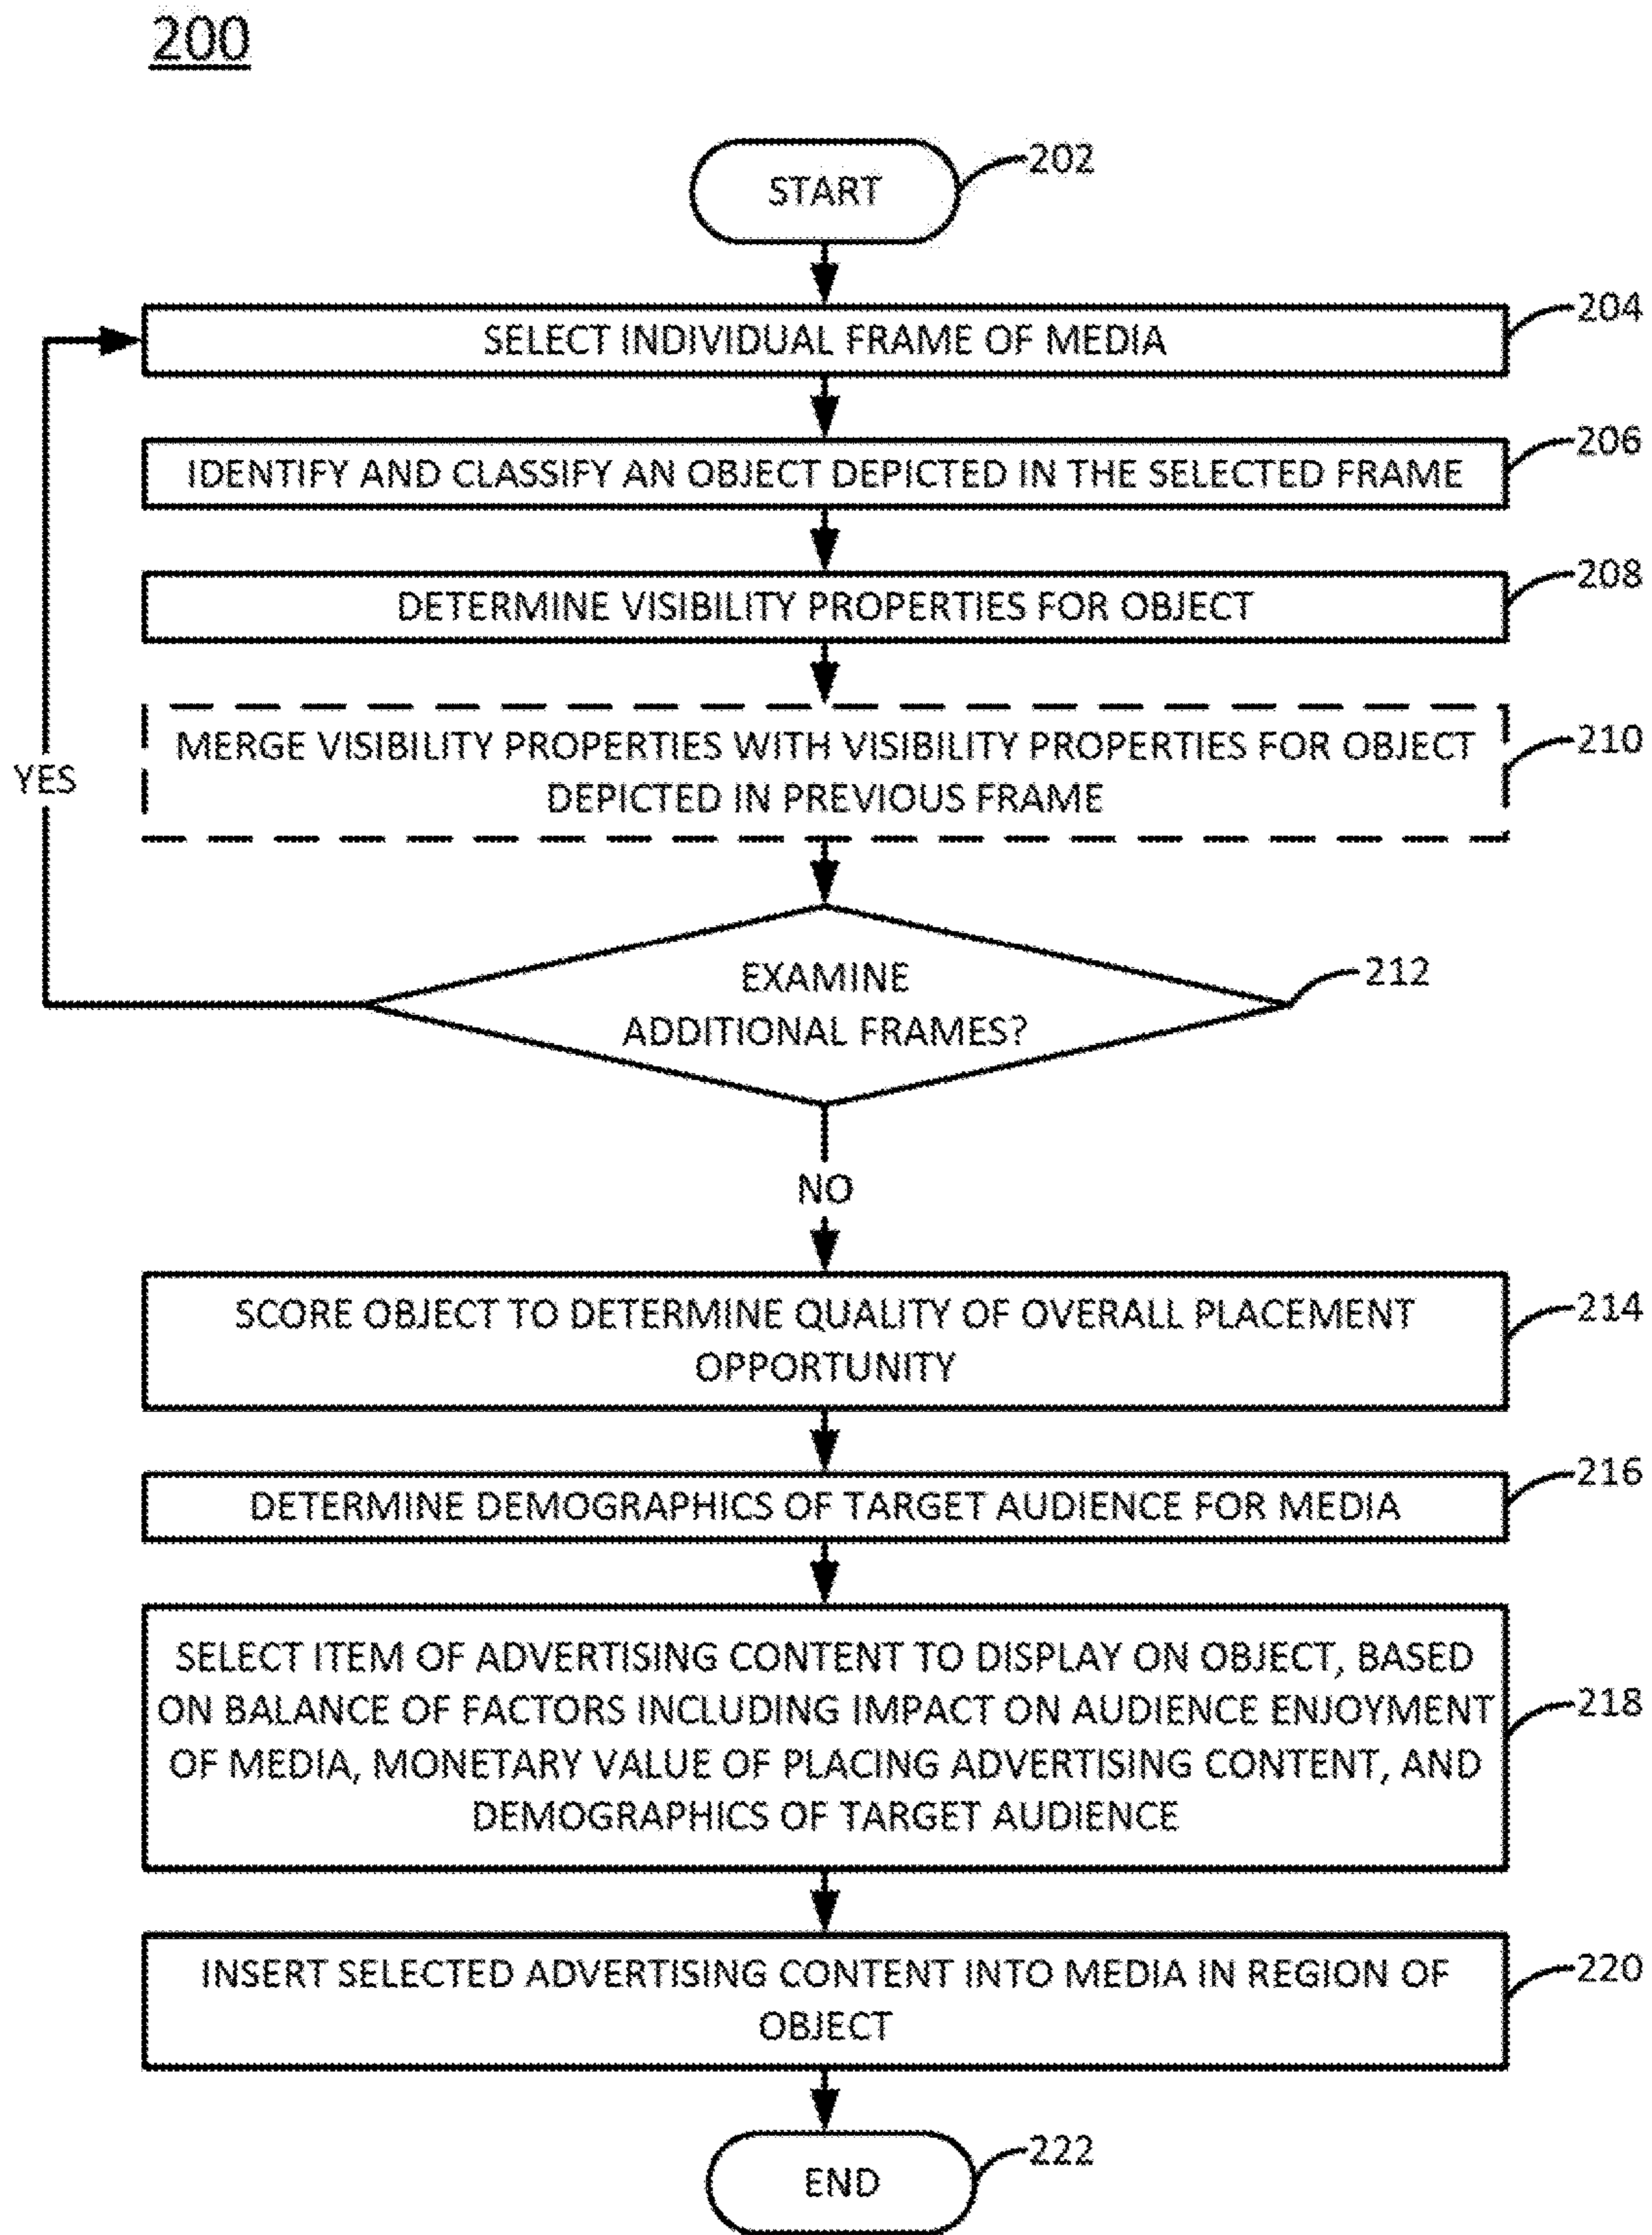 200
START
202
204
SELECT INDIVIDUAL FRAME OF MEDIA
206
IDENTIFY AND CLASSIFY AN OBJECT DEPICTED IN THE SELECTED FRAME
208
DETERMINE VISIBILITY PROPERTIES FOR OBJECT
210
MERGE VISIBILITY PROPERTIES WITH VISIBILITY PROPERTIES FOR OBJECT
DEPICTED IN PREVIOUS FRAME
YES
212
EXAMINE
ADDITIONAL FRAMES?
NO
214
SCORE OBJECT TO DETERMINE QUALITY OF OVERALL PLACEMENT
OPPORTUNITY
216
DETERMINE DEMOGRAPHICS OF TARGET AUDIENCE FOR MEDIA
SELECT ITEM OF ADVERTISING CONTENT TO DISPLAY ON OBJECT, BASED
ON BALANCE OF FACTORS INCLUDING IMPACT ON AUDIENCE ENJOYMENT
218
OF MEDIA, MONETARY VALUE OF PLACING ADVERTISING CONTENT, AND
DEMOGRAPHICS OF TARGET AUDIENCE
220
INSERT SELECTED ADVERTISING CONTENT INTO MEDIA IN REGION OF
OBJECT
222
END